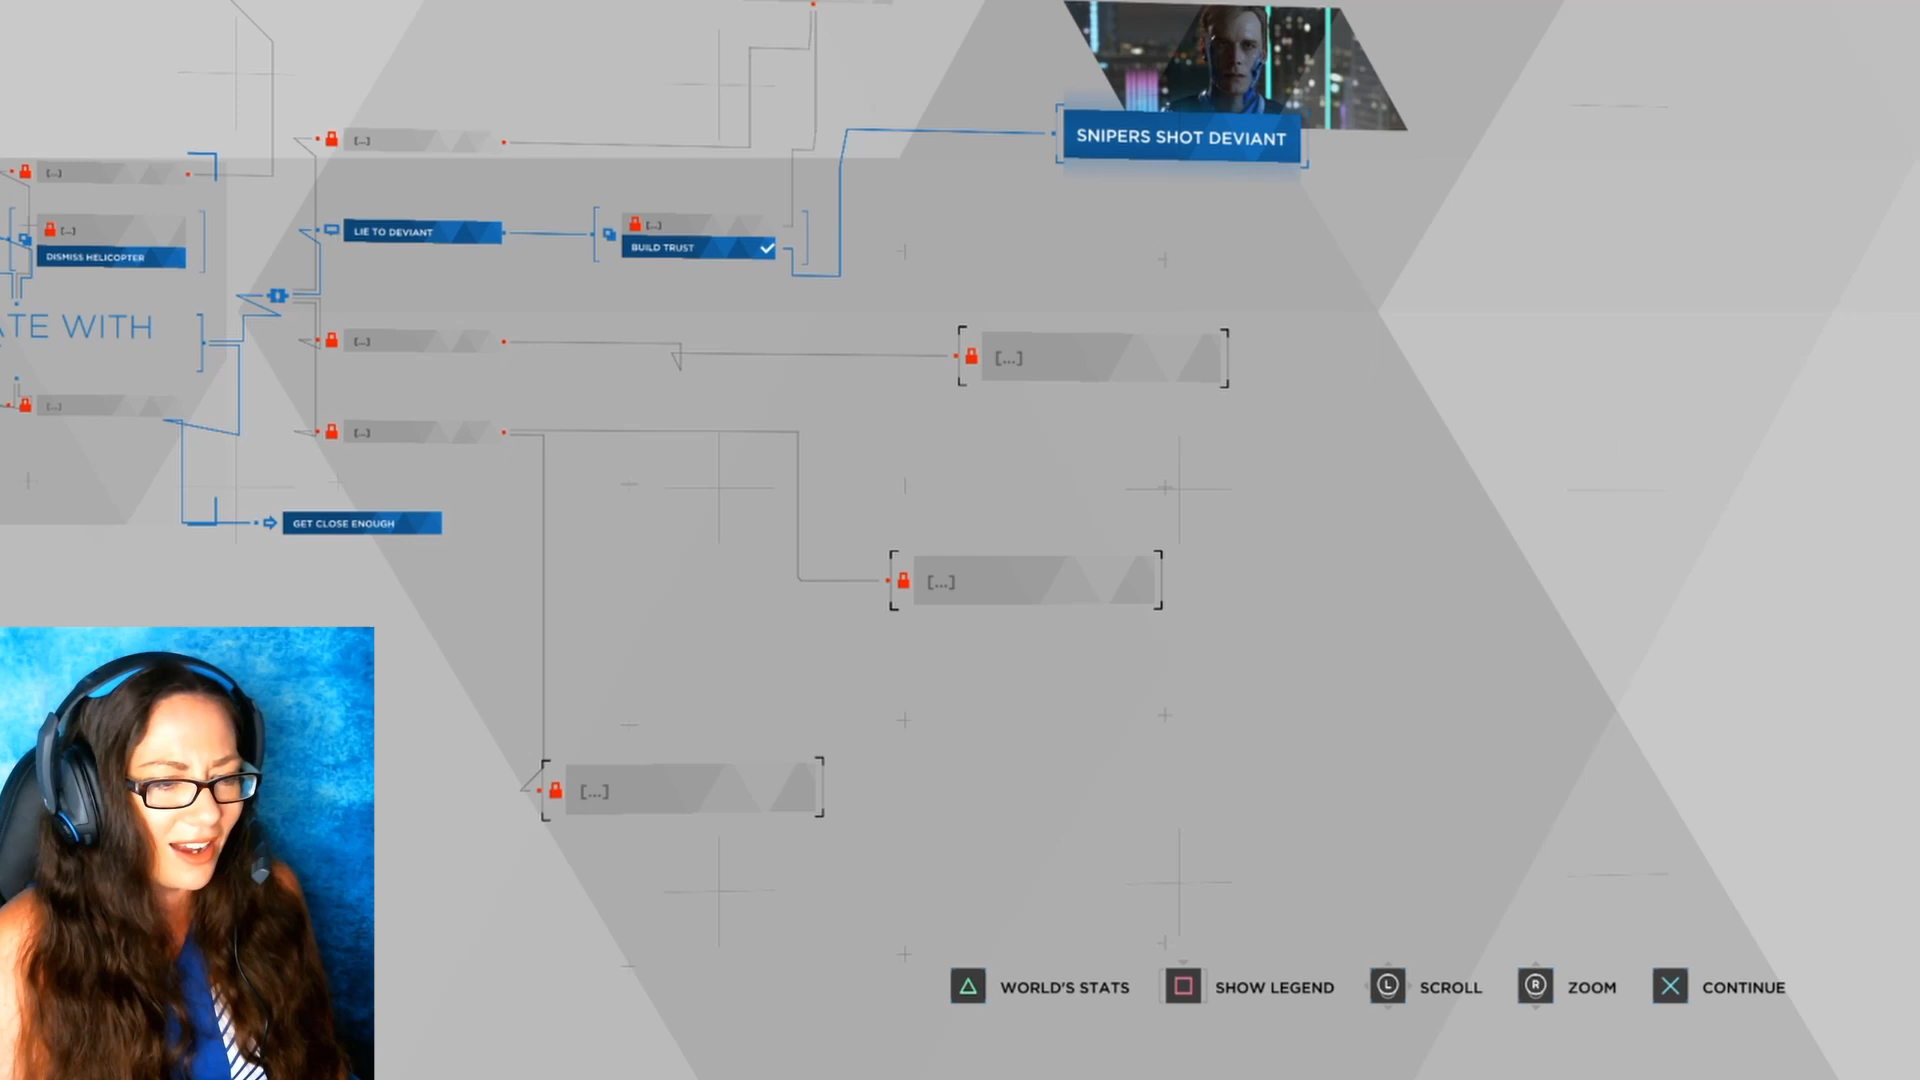 SNIPERS SHOT DEVIANT
[...]
[...]
[...]
[...]
LIE TO DEVIANT
BUILD TRUST
DISMISS HELICOPTER
ATE WITH
[...]
[...]
[...]
[...]
GET CLOSE ENOUGH
[...]
[...]
WORLD'S STATS
SHOW LEGEND
L
SCROLL
R
ZOOM
CONTINUE